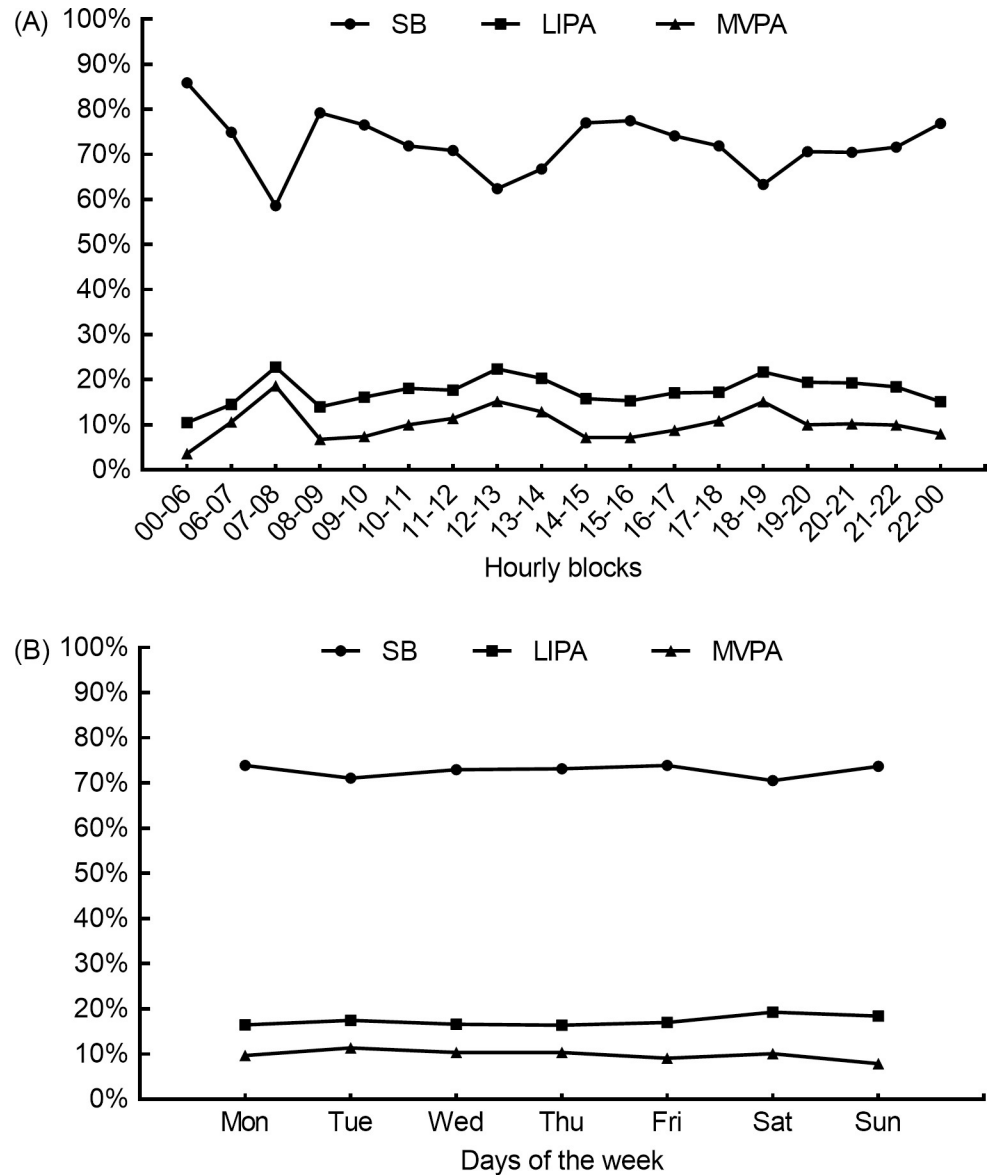 (A)
SB LIPA MVPA
100%
90%
80%
70%
60%
50%
40%
30%
20%
10%
0%
00-06 06-07 07-08 08-09 09-10 10-11 11-12 12-13 13-14 14-15 15-16 16-17 17-18 18-19 19-20 20-21 21-22 22-00
Hourly blocks
(B)
SB LIPA MVPA
100%
90%
80%
70%
60%
50%
40%
30%
20%
10%
0%
Mon Tue Wed Thu Fri Sat Sun
Days of the week